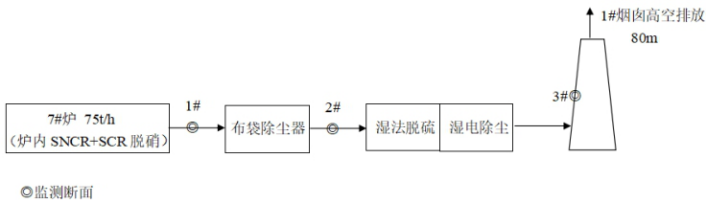 1#烟囱高空排放
80m
3#◎
1#
2#
7#炉 75t/h
（炉内 SNCR+SCR 脱硝）
布袋除尘器
湿法脱硫
湿电除尘
◎监测断面